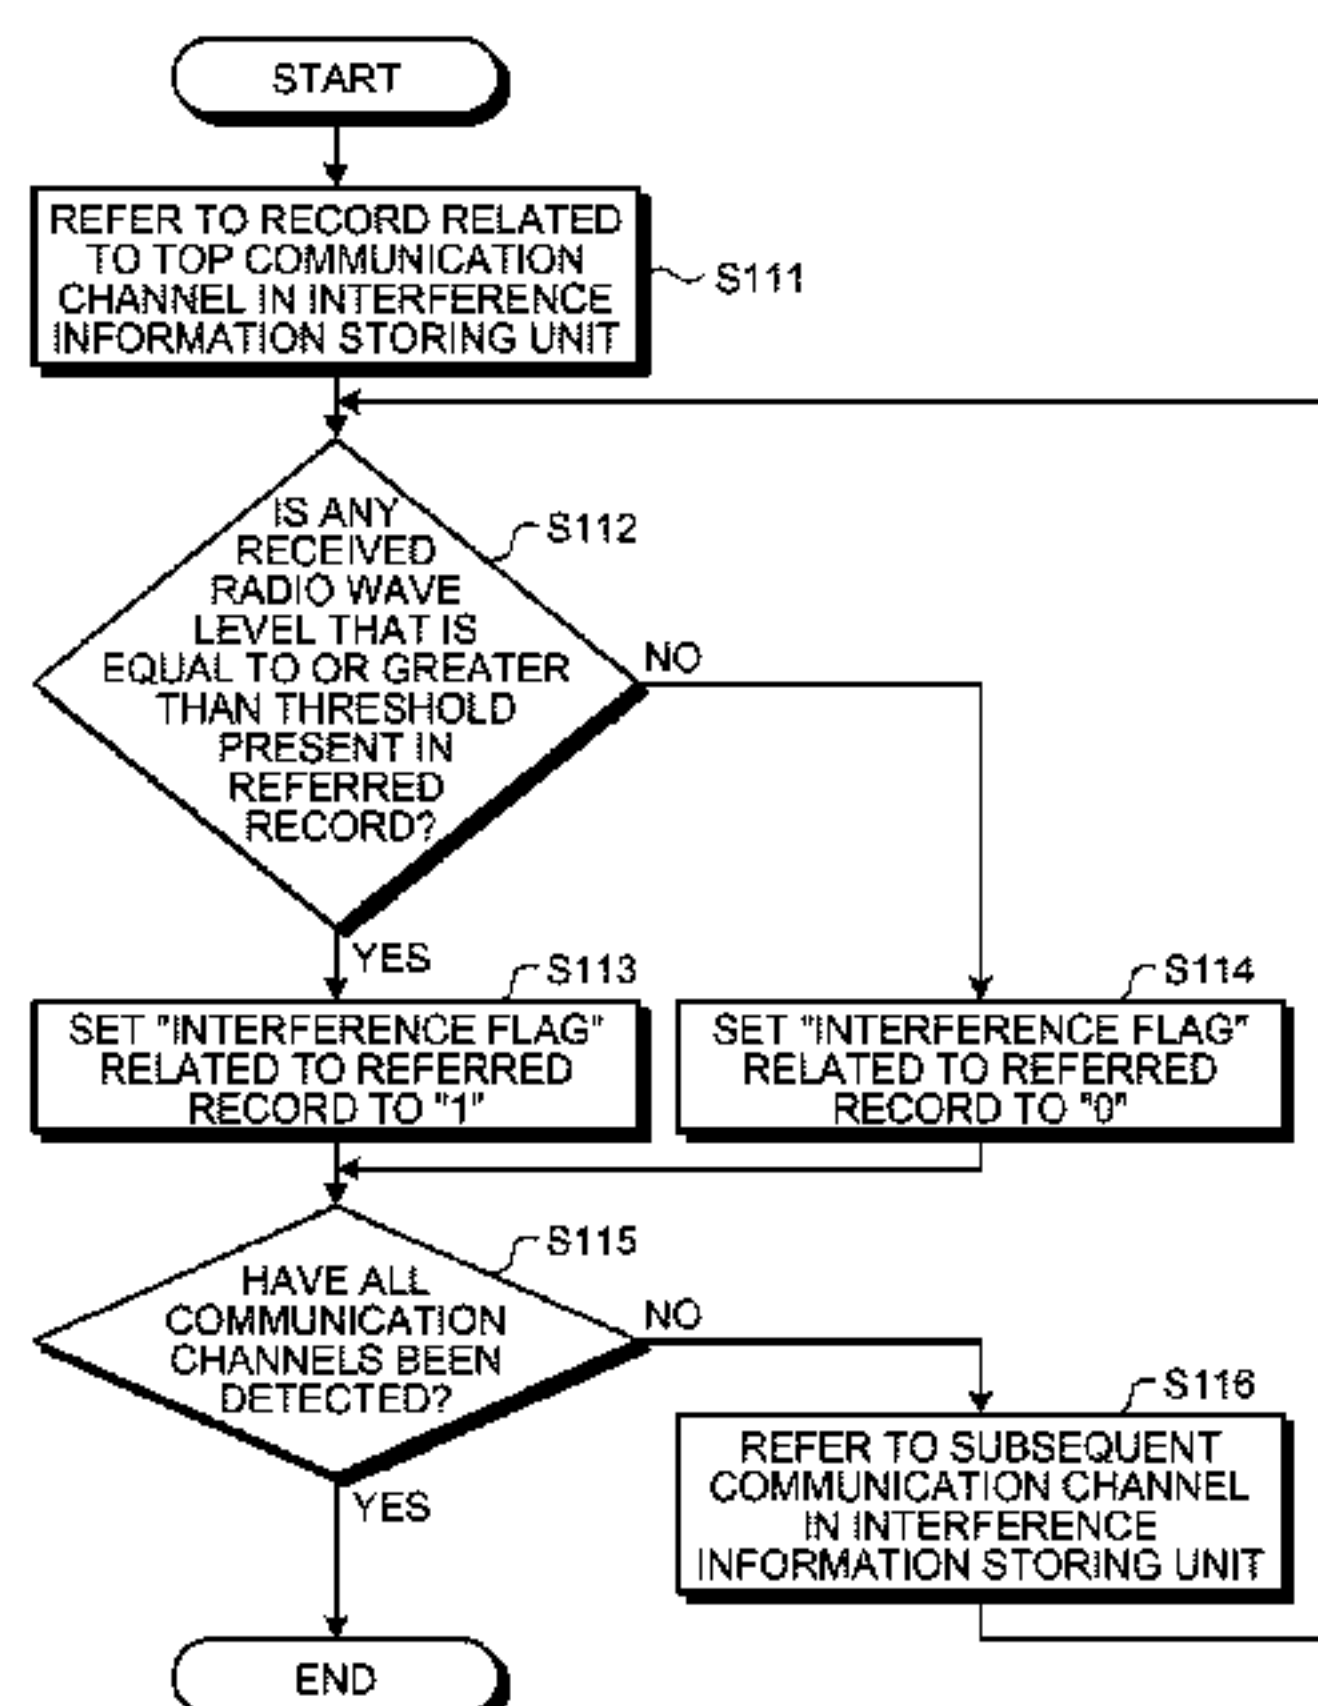 START
REFER TO RECORD RELATED
TO TOP COMMUNICATION
CHANNEL IN INTERFERENCE
INFORMATION STORING UNIT
S111
IS ANY
RECEIVED
RADIO WAVE
LEVEL THAT IS
EQUAL TO OR GREATER
THAN THRESHOLD
PRESENT IN
REFERRED
RECORD?
S112
NO
YES
S113
SET "INTERFERENCE FLAG"
RELATED TO REFERRED
RECORD TO "1"
S114
SET "INTERFERENCE FLAG"
RELATED TO REFERRED
RECORD TO "0"
S115
HAVE ALL
COMMUNICATION
CHANNELS BEEN
DETECTED?
NO
YES
S116
REFER TO SUBSEQUENT
COMMUNICATION CHANNEL
IN INTERFERENCE
INFORMATION STORING UNIT
END